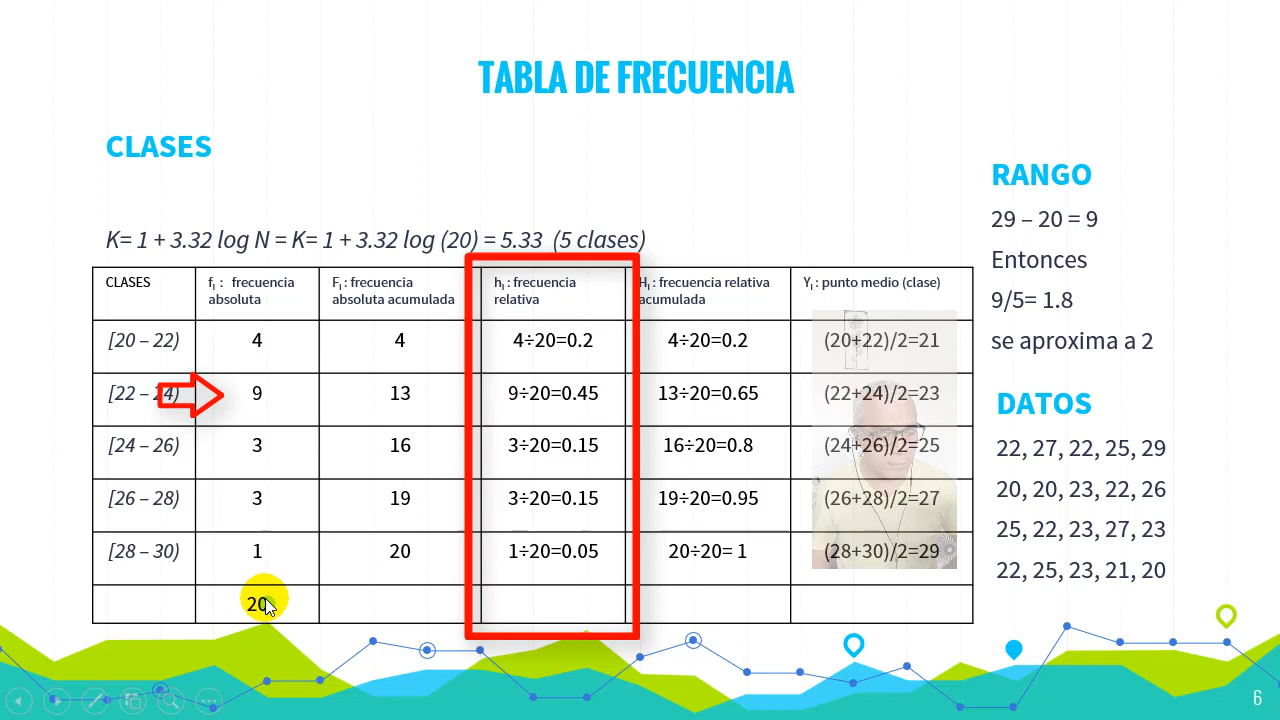 TABLA DE FRECUENCIA
CLASES
K= 1 + 3.32 log N = K= 1 + 3.32 log (20) = 5.33 (5 clases)
CLASES
fI : frecuencia
absoluta
FI : frecuencia
absoluta acumulada
hI : frecuencia
relativa
HI : frecuencia relativa
acumulada
YI : punto medio (clase)
[20 – 22) 4 4 4÷20=0.2 4÷20=0.2 (20+22)/2=21
[22 – 24) 9 13 9÷20=0.45 13÷20=0.65 (22+24)/2=23
[24 – 26) 3 16 3÷20=0.15 16÷20=0.8 (24+26)/2=25
[26 – 28) 3 19 3÷20=0.15 19÷20=0.95 (26+28)/2=27
[28 – 30) 1 20 1÷20=0.05 20÷20= 1 (28+30)/2=29
20
RANGO
29 – 20 = 9
Entonces
9/5= 1.8
se aproxima a 2
DATOS
22, 27, 22, 25, 29
20, 20, 23, 22, 26
25, 22, 23, 27, 23
22, 25, 23, 21, 20
6